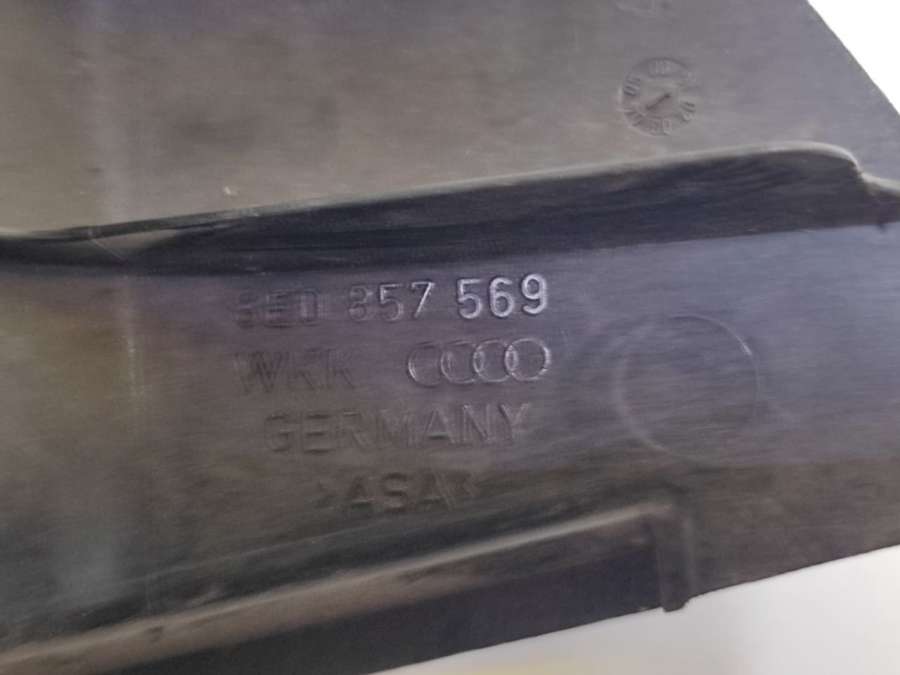 8E0 857 569
WKK
GERMANY
>ASA<